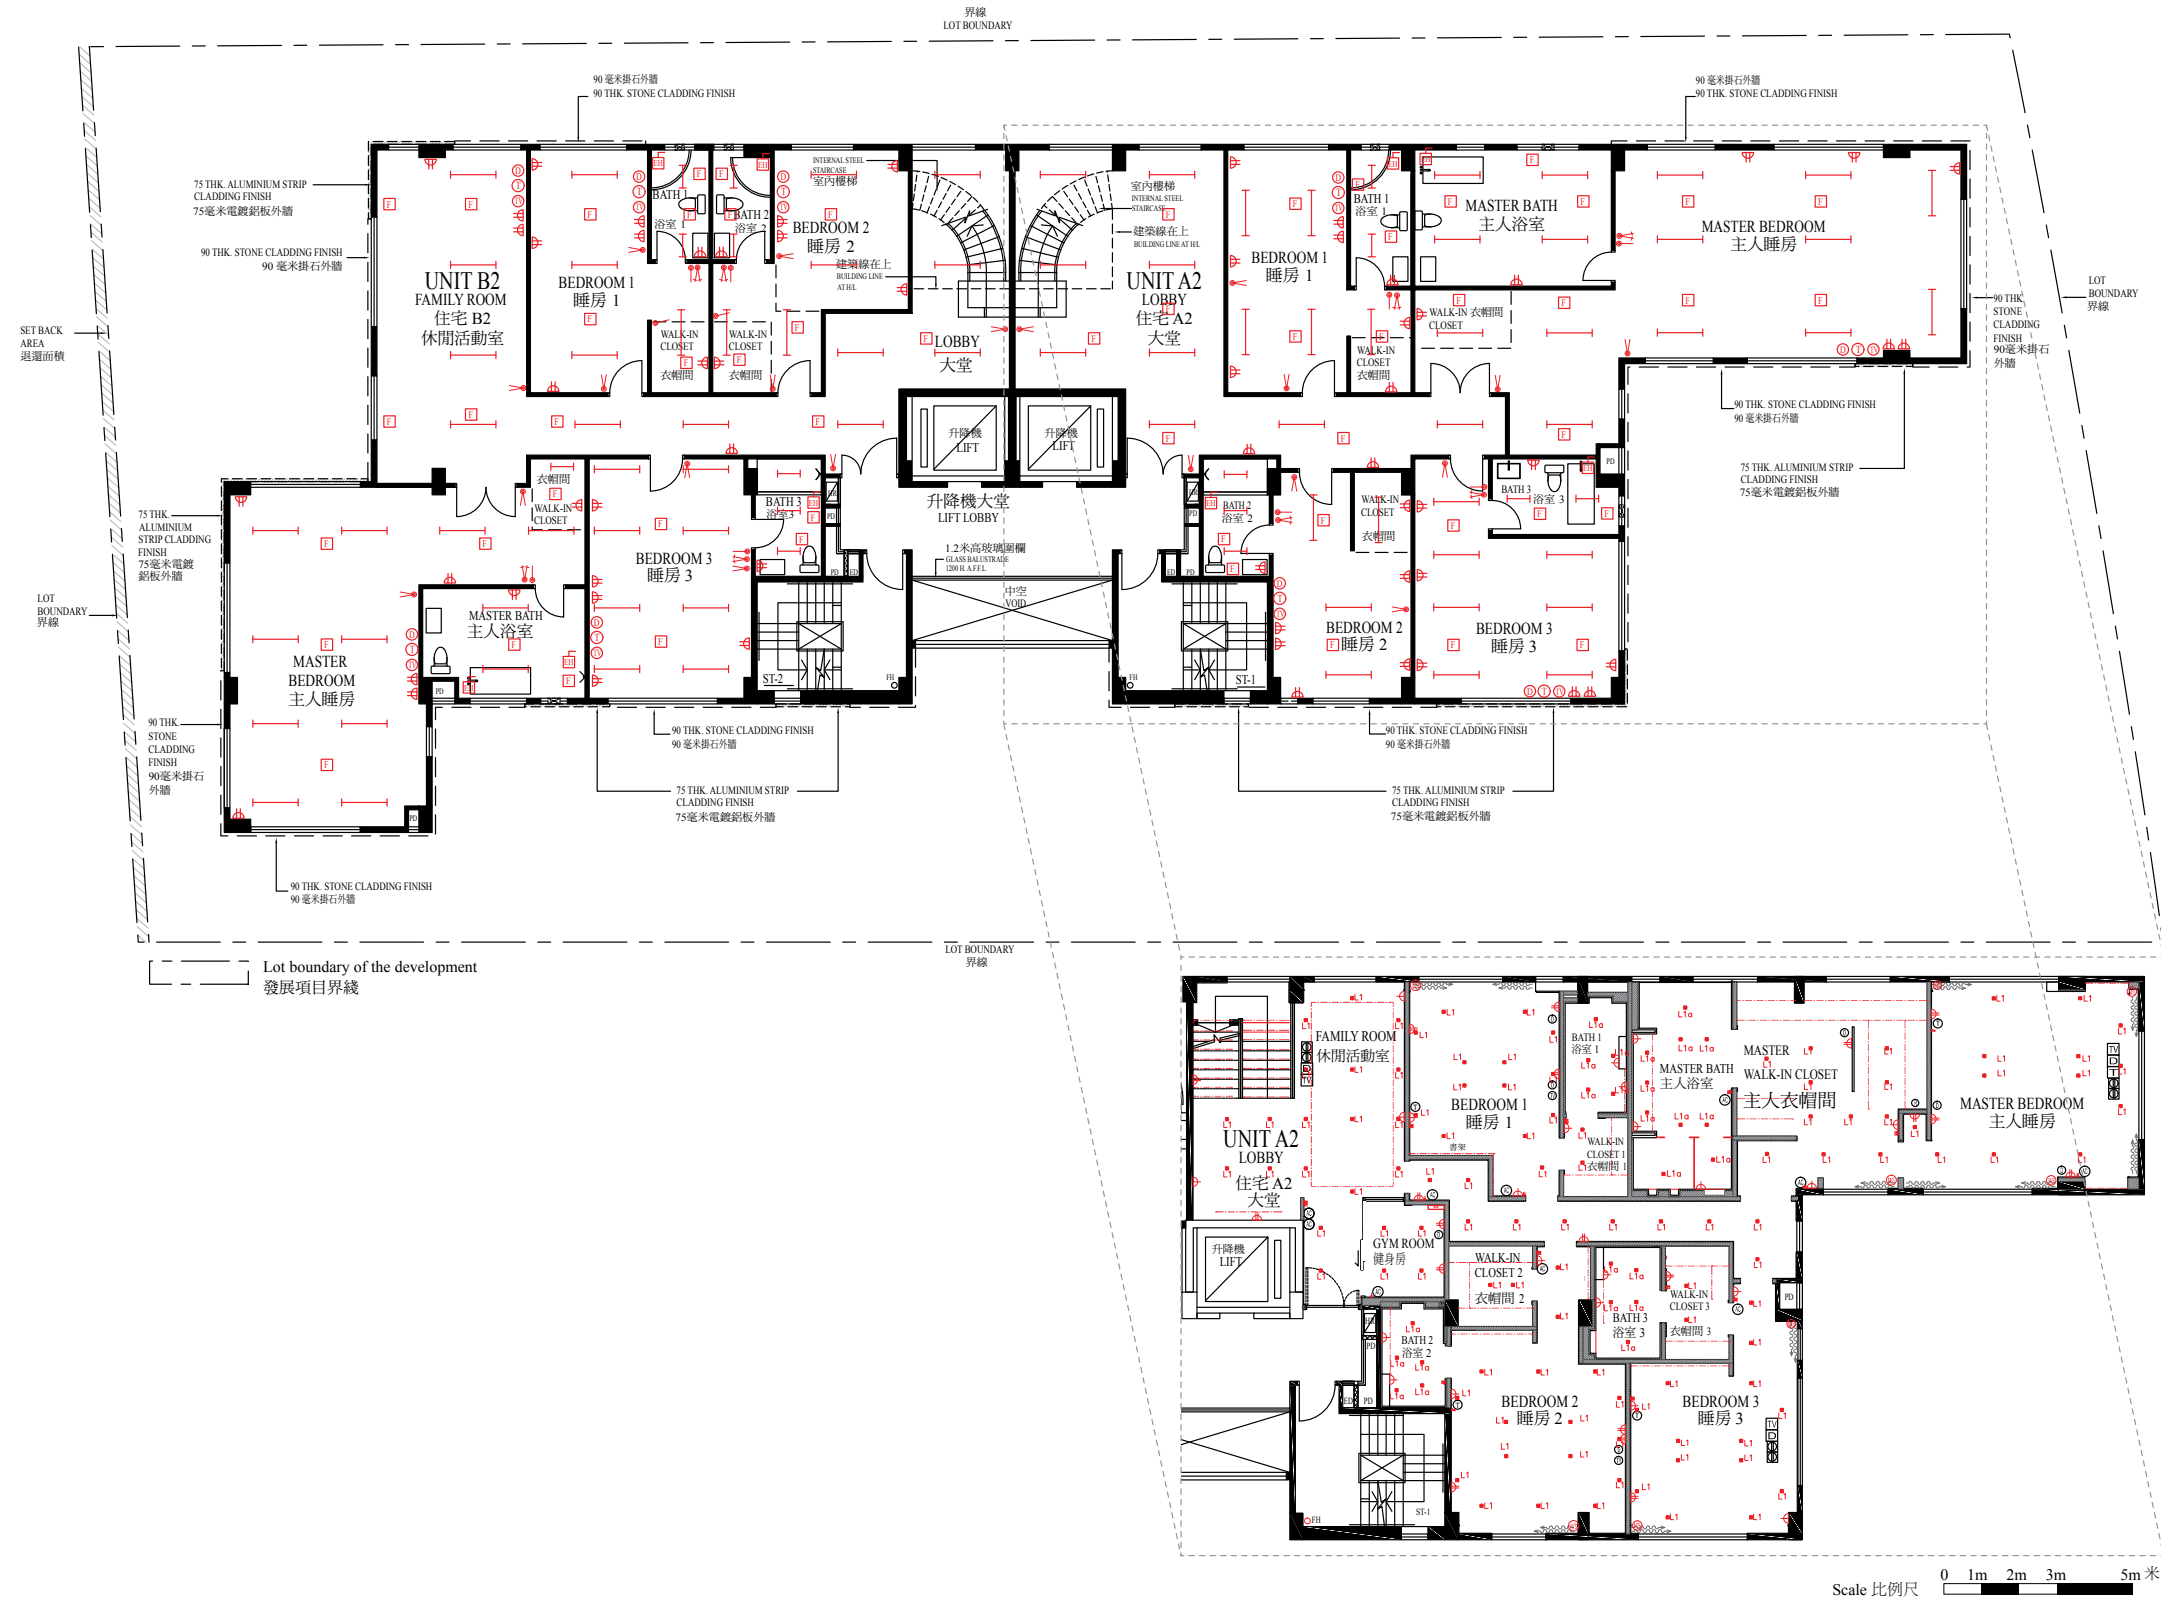 界線
LOT BOUNDARY
90 毫米掛石外牆
90 THK. STONE CLADDING FINISH
90 毫米掛石外牆
90 THK. STONE CLADDING FINISH
75 THK. ALUMINIUM STRIP
CLADDING FINISH
75毫米電鍍鋁板外牆
90 THK. STONE CLADDING FINISH
90 毫米掛石外牆
SET BACK
AREA
退還面積
LOT
BOUNDARY
界線
UNIT B2
FAMILY ROOM
住宅 B2
休閒活動室
BEDROOM 1
睡房 1
BATH 1
浴室 1
BATH 2
浴室 2
BEDROOM 2
睡房 2
INTERNAL STEEL
STAIRCASE
室內樓梯
建築線在上
BUILDING LINE
AT H/L
WALK-IN
CLOSET
衣帽間
WALK-IN
CLOSET
衣帽間
LOBBY
大堂
室內樓梯
INTERNAL STEEL
STAIRCASE
建築線在上
BUILDING LINE AT H/L
UNIT A2
LOBBY
住宅 A2
大堂
BEDROOM 1
睡房 1
BATH 1
浴室 1
WALK-IN
CLOSET
衣帽間
MASTER BATH
主人浴室
WALK-IN 衣帽間
CLOSET
MASTER BEDROOM
主人睡房
LOT
BOUNDARY
界線
90 THK.
STONE
CLADDING
FINISH
90毫米掛石
外牆
90 THK. STONE CLADDING FINISH
90 毫米掛石外牆
75 THK. ALUMINIUM STRIP
CLADDING FINISH
75毫米電鍍鋁板外牆
升降機
LIFT
升降機
LIFT
升降機大堂
LIFT LOBBY
1.2米高玻璃圍欄
GLASS BALUSTRADE
1200 H. A.F.F.L.
中空
VOID
75 THK.
ALUMINIUM
STRIP CLADDING
FINISH
75毫米電鍍
鋁板外牆
衣帽間
WALK-IN
CLOSET
BEDROOM 3
睡房 3
BATH 3
浴室3
HR
PD
PD
ED
MASTER BATH
主人浴室
MASTER
BEDROOM
主人睡房
PD
PD
ST-2
FH
LOT
BOUNDARY
界線
90 THK.
STONE
CLADDING
FINISH
90毫米掛石
外牆
BATH 2
浴室 2
HR
PD
ED
PD
WALK-IN
CLOSET
衣帽間
BEDROOM 2
睡房 2
BATH 3
浴室 3
PD
BEDROOM 3
睡房 3
FH
ST-1
90 THK. STONE CLADDING FINISH
90 毫米掛石外牆
75 THK. ALUMINIUM STRIP
CLADDING FINISH
75毫米電鍍鋁板外牆
90 THK. STONE CLADDING FINISH
90 毫米掛石外牆
75 THK. ALUMINIUM STRIP
CLADDING FINISH
75毫米電鍍鋁板外牆
90 THK. STONE CLADDING FINISH
90 毫米掛石外牆
LOT BOUNDARY
界線
Lot boundary of the development
發展項目界綫
FAMILY ROOM
休閒活動室
BEDROOM 1
睡房 1
書架
BATH 1
浴室 1
WALK-IN
CLOSET 1
衣帽間 1
MASTER BATH
主人浴室
MASTER
WALK-IN CLOSET
主人衣帽間
MASTER BEDROOM
主人睡房
UNIT A2
LOBBY
住宅 A2
大堂
升降機
LIFT
GYM ROOM
健身房
WALK-IN
CLOSET 2
衣帽間 2
BATH 2
浴室 2
HR
PD
ED
PD
BATH 3
浴室 3
WALK-IN
CLOSET 3
衣帽間 3
PD
BEDROOM 2
睡房 2
BEDROOM 3
睡房 3
ST-1
FH
Scale 比例尺 0 1m 2m 3m 5m 米